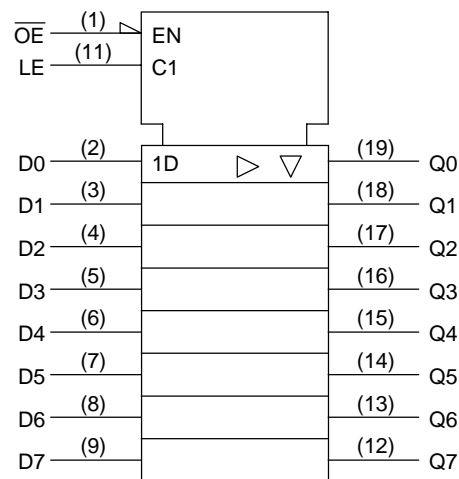 O̅E̅ (1) EN
LE (11) C1
D0 (2) 1D (19) Q0
D1 (3) (18) Q1
D2 (4) (17) Q2
D3 (5) (16) Q3
D4 (6) (15) Q4
D5 (7) (14) Q5
D6 (8) (13) Q6
D7 (9) (12) Q7